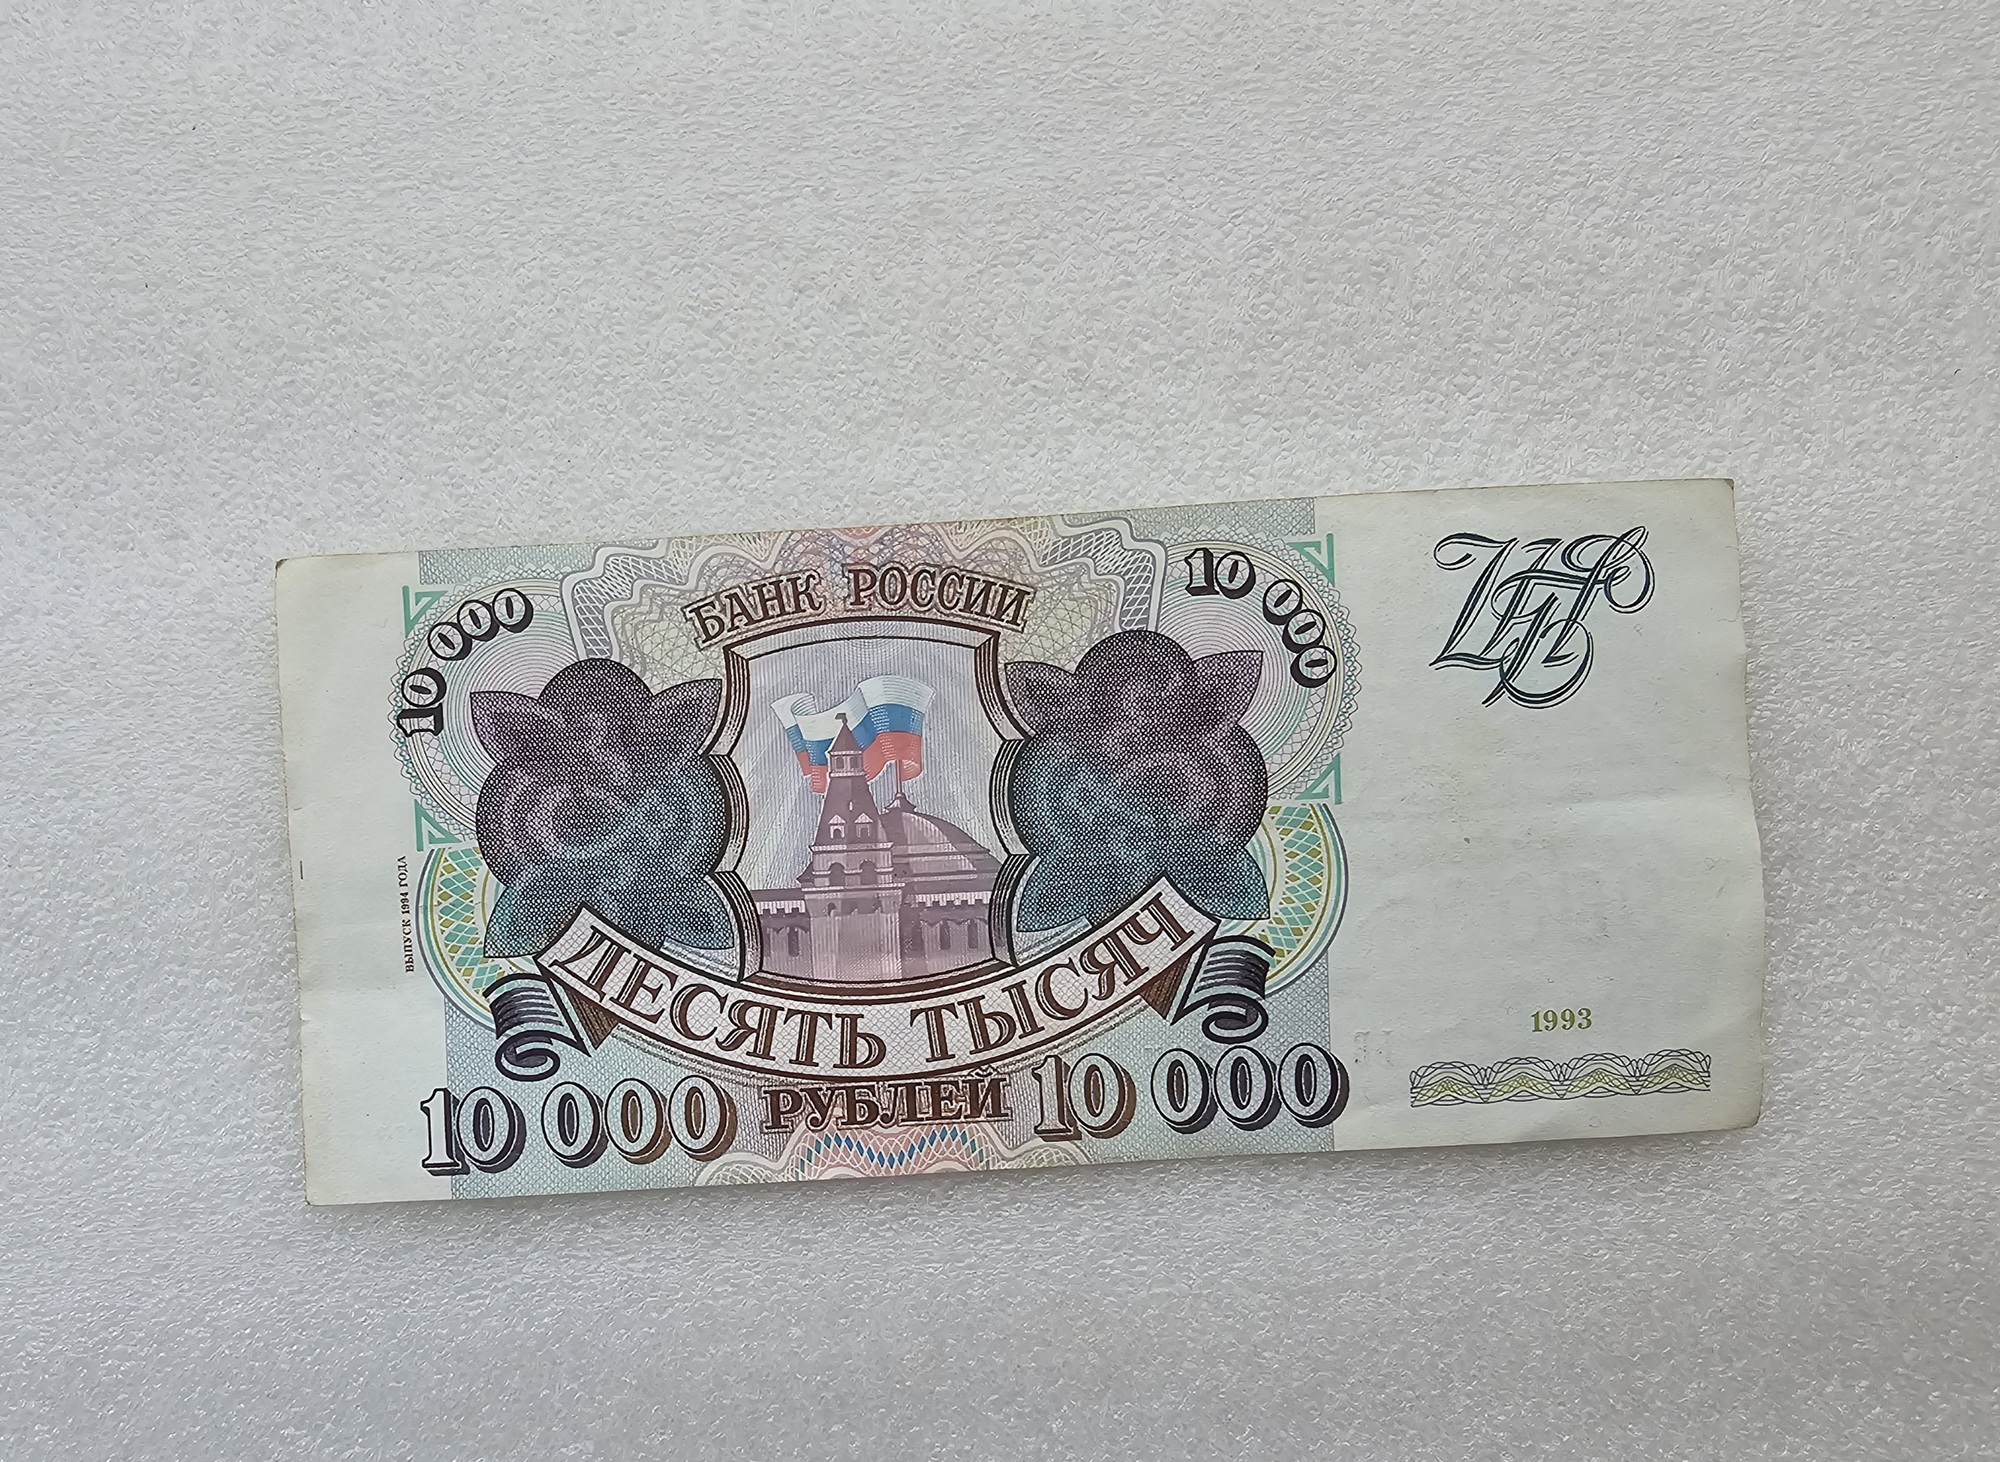 БАНК РОССИИ
10 000
10 000
ВЫПУСК 1994 ГОДА
ДЕСЯТЬ ТЫСЯЧ
10 000 РУБЛЕЙ 10 000
1993